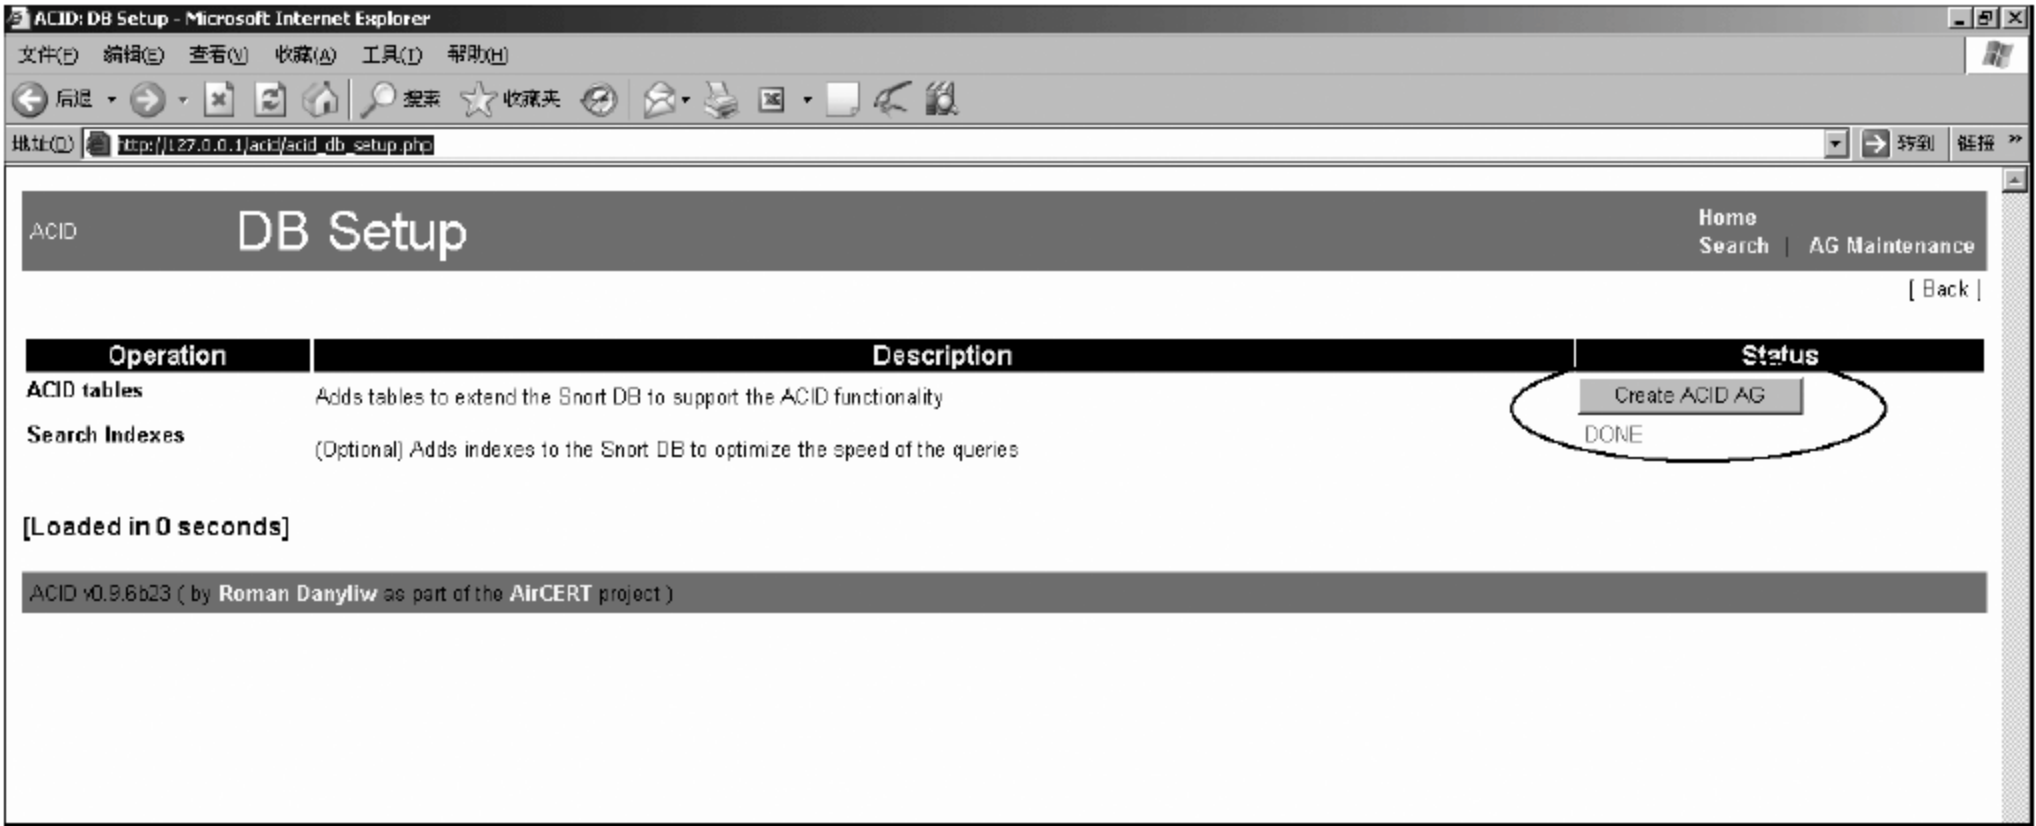 ACID: DB Setup - Microsoft Internet Explorer
文件(F) 编辑(E) 查看(V) 收藏(A) 工具(T) 帮助(H)
后退 搜索 收藏夹
地址(D) http://127.0.0.1/acid/acid_db_setup.php 转到 链接 »
ACID DB Setup Home
Search | AG Maintenance
[ Back ]
Operation Description Status
ACID tables Adds tables to extend the Snort DB to support the ACID functionality Create ACID AG
Search Indexes (Optional) Adds indexes to the Snort DB to optimize the speed of the queries DONE
[Loaded in 0 seconds]
ACID v0.9.6b23 ( by Roman Danyliw as part of the AirCERT project )